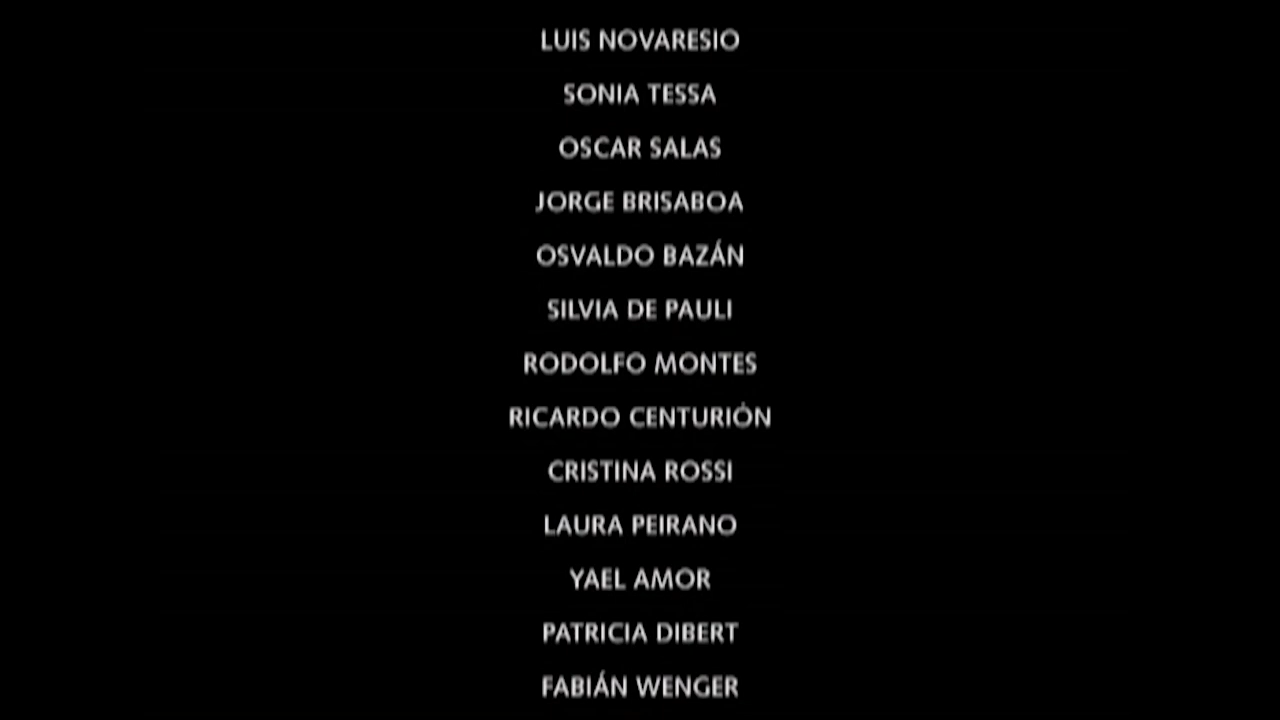 LUIS NOVARESIO
SONIA TESSA
OSCAR SALAS
JORGE BRISABOA
OSVALDO BAZÁN
SILVIA DE PAULI
RODOLFO MONTES
RICARDO CENTURIÓN
CRISTINA ROSSI
LAURA PEIRANO
YAEL AMOR
PATRICIA DIBERT
FABIÁN WENGER